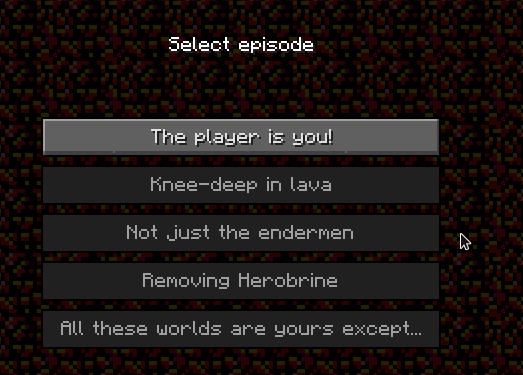 Select episode
The player is you!
Knee-deep in lava
Not just the endermen
Removing Herobrine
All these worlds are yours except...